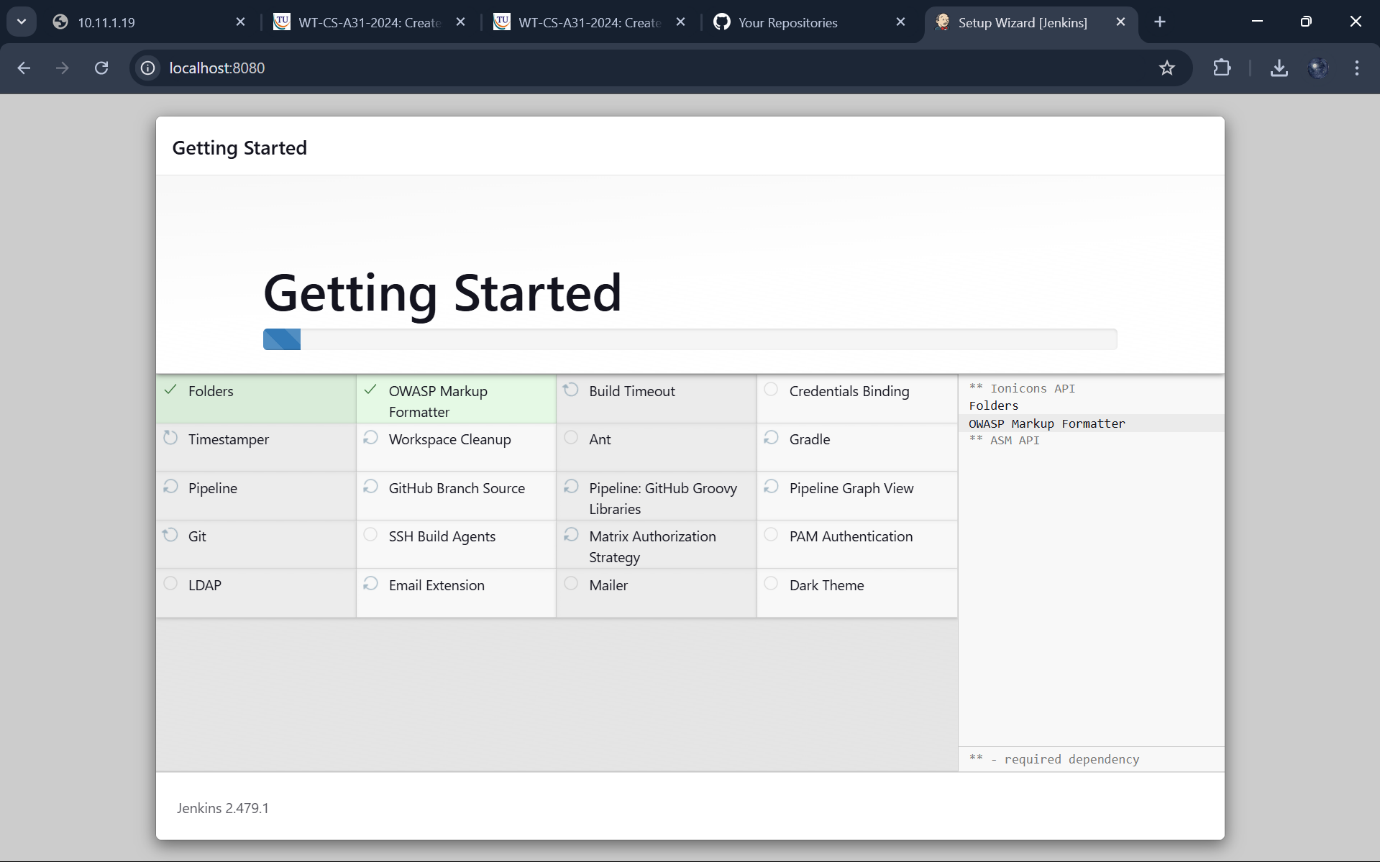 10.11.1.19
WT-CS-A31-2024: Create
WT-CS-A31-2024: Create
Your Repositories
Setup Wizard [Jenkins]
localhost:8080
Getting Started
Getting Started
Folders
OWASP Markup
Formatter
Build Timeout
Credentials Binding
Timestamper
Workspace Cleanup
Ant
Gradle
Pipeline
GitHub Branch Source
Pipeline: GitHub Groovy
Libraries
Pipeline Graph View
Git
SSH Build Agents
Matrix Authorization
Strategy
PAM Authentication
LDAP
Email Extension
Mailer
Dark Theme
** Ionicons API
Folders
OWASP Markup Formatter
** ASM API
** - required dependency
Jenkins 2.479.1